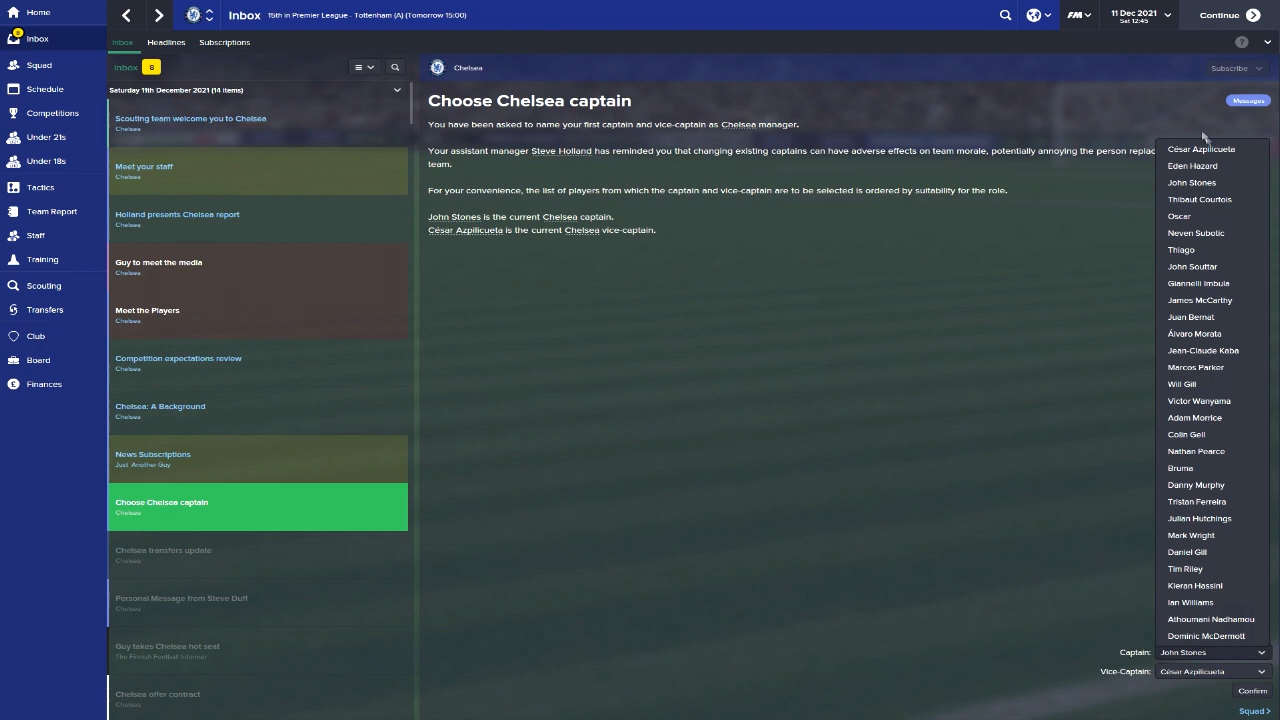 Home
Inbox
15th in Premier League - Tottenham (A) (Tomorrow 15:00)
FM
11 Dec 2021
Sat 12:45
Continue
8
Inbox
Squad
Schedule
Competitions
Under 21s
Under 18s
Tactics
Team Report
Staff
Training
Scouting
Transfers
Club
Board
Finances
Inbox
Headlines
Subscriptions
?
Inbox
8
Saturday 11th December 2021 (14 items)
Scouting team welcome you to Chelsea
Chelsea
Meet your staff
Chelsea
Holland presents Chelsea report
Chelsea
Guy to meet the media
Chelsea
Meet the Players
Chelsea
Competition expectations review
Chelsea
Chelsea: A Background
Chelsea
News Subscriptions
Just Another Guy
Choose Chelsea captain
Chelsea
Chelsea transfers update
Chelsea
Personal Message from Steve Duff
Chelsea
Guy takes Chelsea hot seat
The Finnish Football Informer
Chelsea offer contract
Chelsea
Chelsea
Subscribe
Choose Chelsea captain
Messages
You have been asked to name your first captain and vice-captain as Chelsea manager.
Your assistant manager Steve Holland has reminded you that changing existing captains can have adverse effects on team morale, potentially annoying the person replac
team.
For your convenience, the list of players from which the captain and vice-captain are to be selected is ordered by suitability for the role.
John Stones is the current Chelsea captain.
César Azpilicueta is the current Chelsea vice-captain.
César Azpilicueta
Eden Hazard
John Stones
Thibaut Courtois
Oscar
Neven Subotic
Thiago
John Souttar
Giannelli Imbula
James McCarthy
Juan Bernat
Álvaro Morata
Jean-Claude Kaba
Marcos Parker
Will Gill
Victor Wanyama
Adam Morrice
Colin Gell
Nathan Pearce
Bruma
Danny Murphy
Tristan Ferreira
Julian Hutchings
Mark Wright
Daniel Gill
Tim Riley
Kieran Hassini
Ian Williams
Athoumani Nadhamou
Dominic McDermott
Captain: John Stones
Vice-Captain: César Azpilicueta
Confirm
Squad >